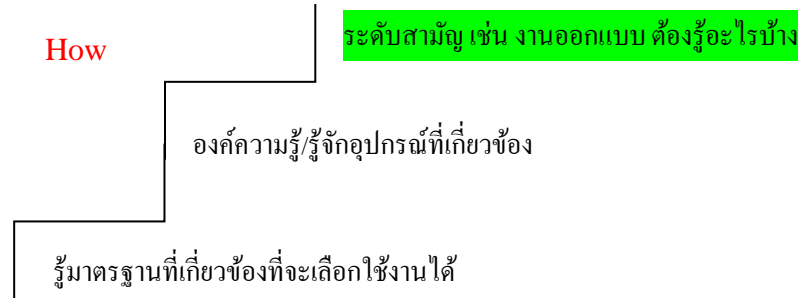 ระดับสามัญ เช่น งานออกแบบ ต้องรู้อะไรบ้าง
How
องค์ความรู้/รู้จักอุปกรณ์ที่เกี่ยวข้อง
รู้มาตรฐานที่เกี่ยวข้องที่จะเลือกใช้งานได้